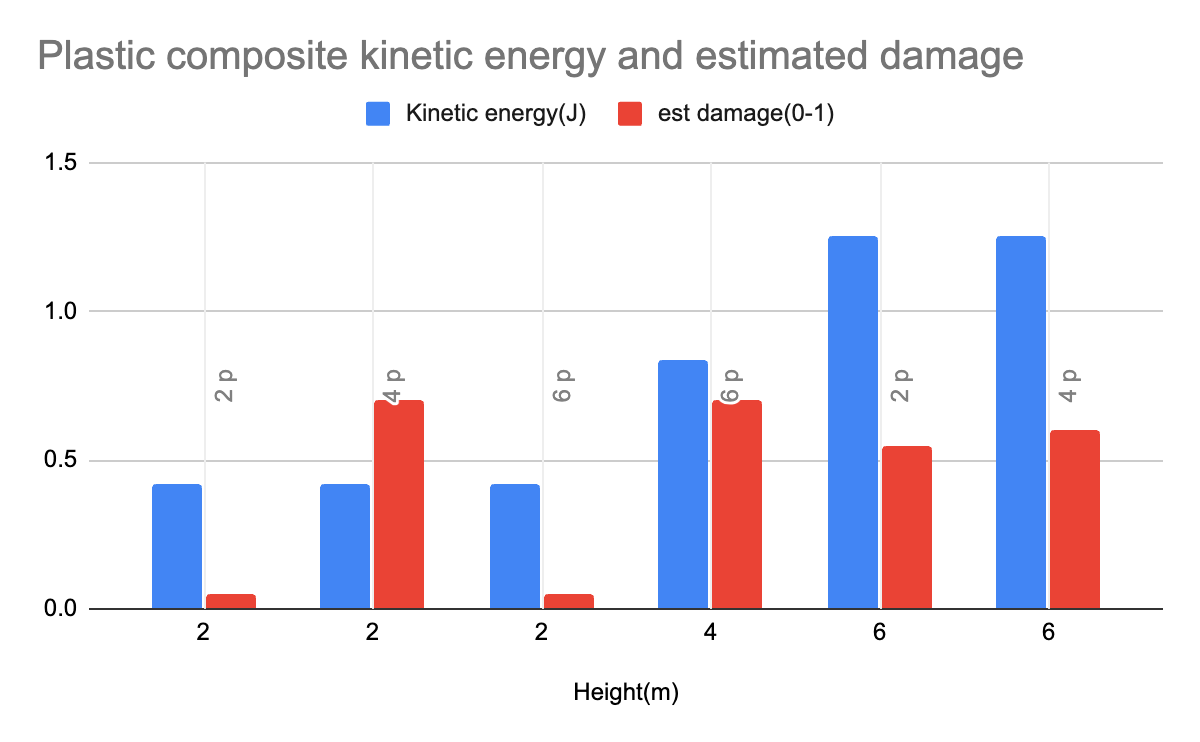 Plastic composite kinetic energy and estimated damage
Kinetic energy(J) est damage(0-1)
1.5
1.0
0.5
0.0
2 p
4 p
6 p
6 p
2 p
4 p
2 2 2 4 6 6
Height(m)